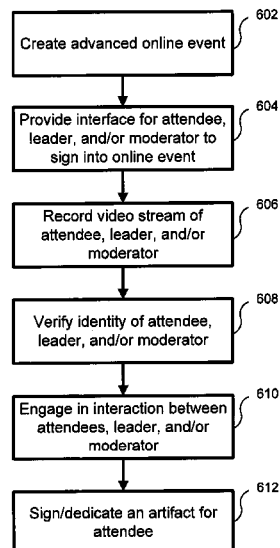 602
Create advanced online event
604
Provide interface for attendee,
leader, and/or moderator to
sign into online event
606
Record video stream of
attendee, leader, and/or
moderator
608
Verify identity of attendee,
leader, and/or moderator
610
Engage in interaction between
attendees, leader, and/or
moderator
612
Sign/dedicate an artifact for
attendee